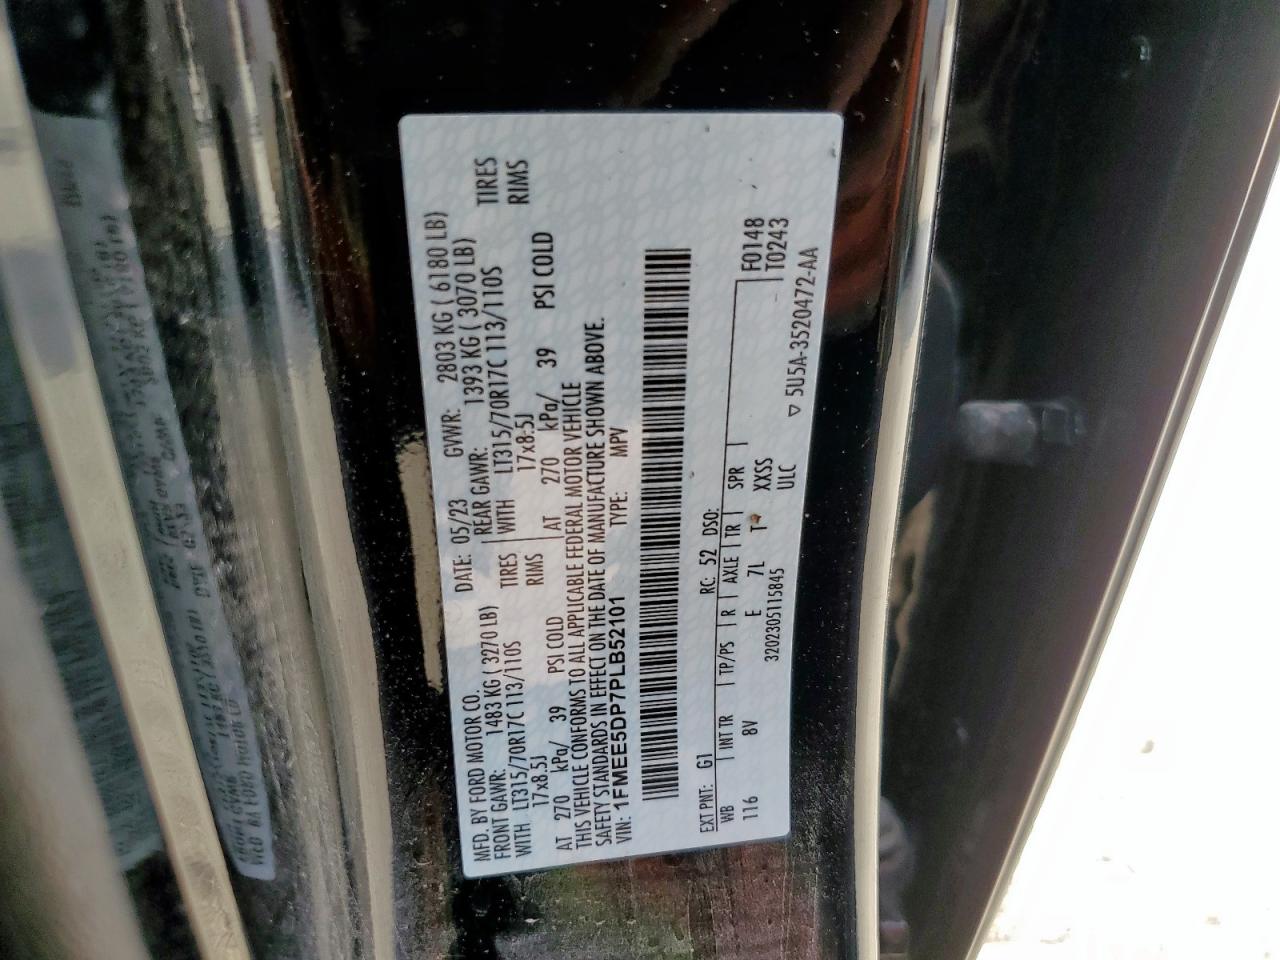 MFD. BY FORD MOTOR CO.
DATE: 05/23 GVWR: 2803 KG ( 6180 LB)
FRONT GAWR: 1483 KG ( 3270 LB) REAR GAWR: 1393 KG ( 3070 LB)
WITH LT315/70R17C 113/110S TIRES WITH LT315/70R17C 113/110S TIRES
17x8.5J RIMS 17x8.5J RIMS
AT 270 kPa/ 39 PSI COLD AT 270 kPa/ 39 PSI COLD
THIS VEHICLE CONFORMS TO ALL APPLICABLE FEDERAL MOTOR VEHICLE
SAFETY STANDARDS IN EFFECT ON THE DATE OF MANUFACTURE SHOWN ABOVE.
VIN: 1FMEE5DP7PLB52101 TYPE: MPV
EXT PNT: G1 RC: 52 DSO:
WB INT TR TP/PS R AXLE TR SPR F0148
116 8V E 7L T XXSS T0243
3202305115845 ULC
▽ 5U5A-3520472-AA